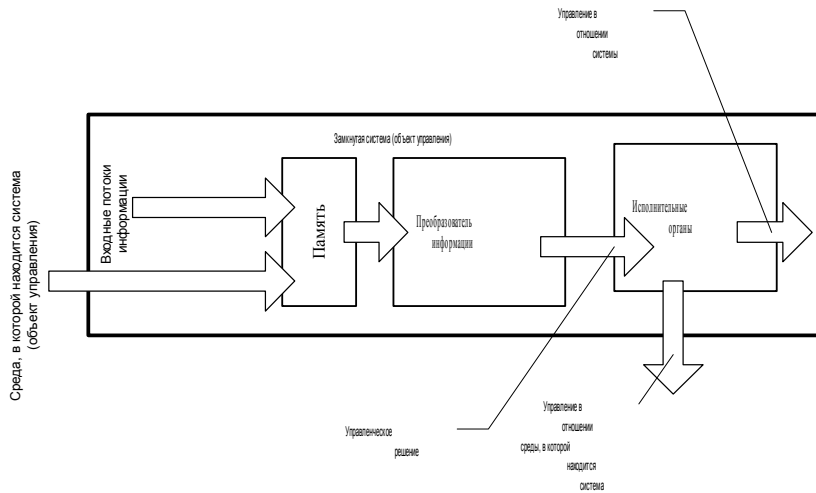 Управление в
отношении
системы
Замкнутая система (объект управления)
Среда, в которой находится система
(объект управления)
Входные потоки
информации
Память
Преобразователь
информации
Исполнительные
органы
Управленческое
решение
Управление в
отношении
среды, в которой
находится
система